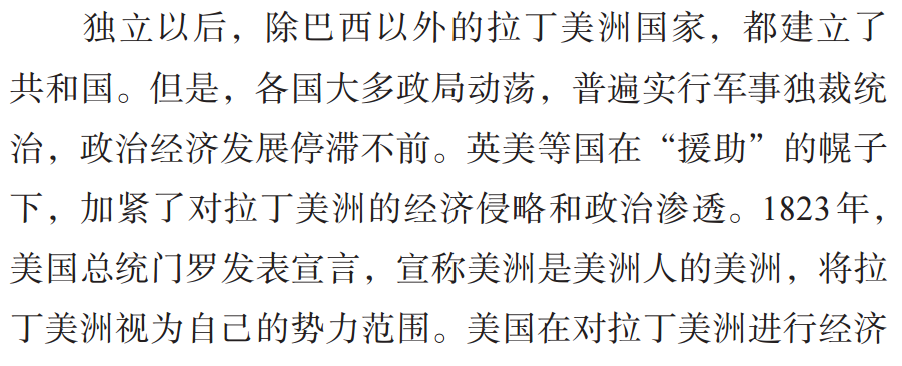 独立以后，除巴西以外的拉丁美洲国家，都建立了
共和国。但是，各国大多政局动荡，普遍实行军事独裁统
治，政治经济发展停滞不前。英美等国在“援助”的幌子
下，加紧了对拉丁美洲的经济侵略和政治渗透。1823年，
美国总统门罗发表宣言，宣称美洲是美洲人的美洲，将拉
丁美洲视为自己的势力范围。美国在对拉丁美洲进行经济